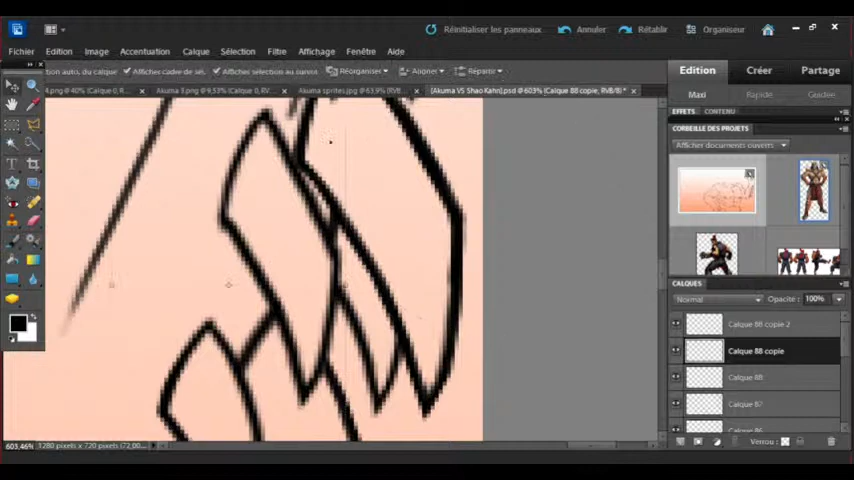 Réinitialiser les panneaux Annuler Rétablir Organiseur
Fichier Edition Image Accentuation Calque Sélection Filtre Affichage Fenêtre Aide
Edition Créer Partage
tion auto. du calque Afficher cadre de sél. Afficher sélection au survol Réorganiser Aligner Répartir
4.png @ 40% (Calque 0, R... × Akuma 3.png @ 9,53% (Calque 0, RV... × Akuma sprites.jpg @ 63,9% (RVB... × [Akuma VS Shao Kahn].psd @ 603% (Calque 88 copie, RVB/8) * ×
Maxi Rapide Guidée
EFFETS CONTENU
CORBEILLE DES PROJETS
Afficher documents ouverts
CALQUES
Normal Opacité : 100%
Calque 88 copie 2
Calque 88 copie
Calque 88
Calque 87
Calque 86
603,46% 1280 pixels x 720 pixels (72,00...
Verrou :